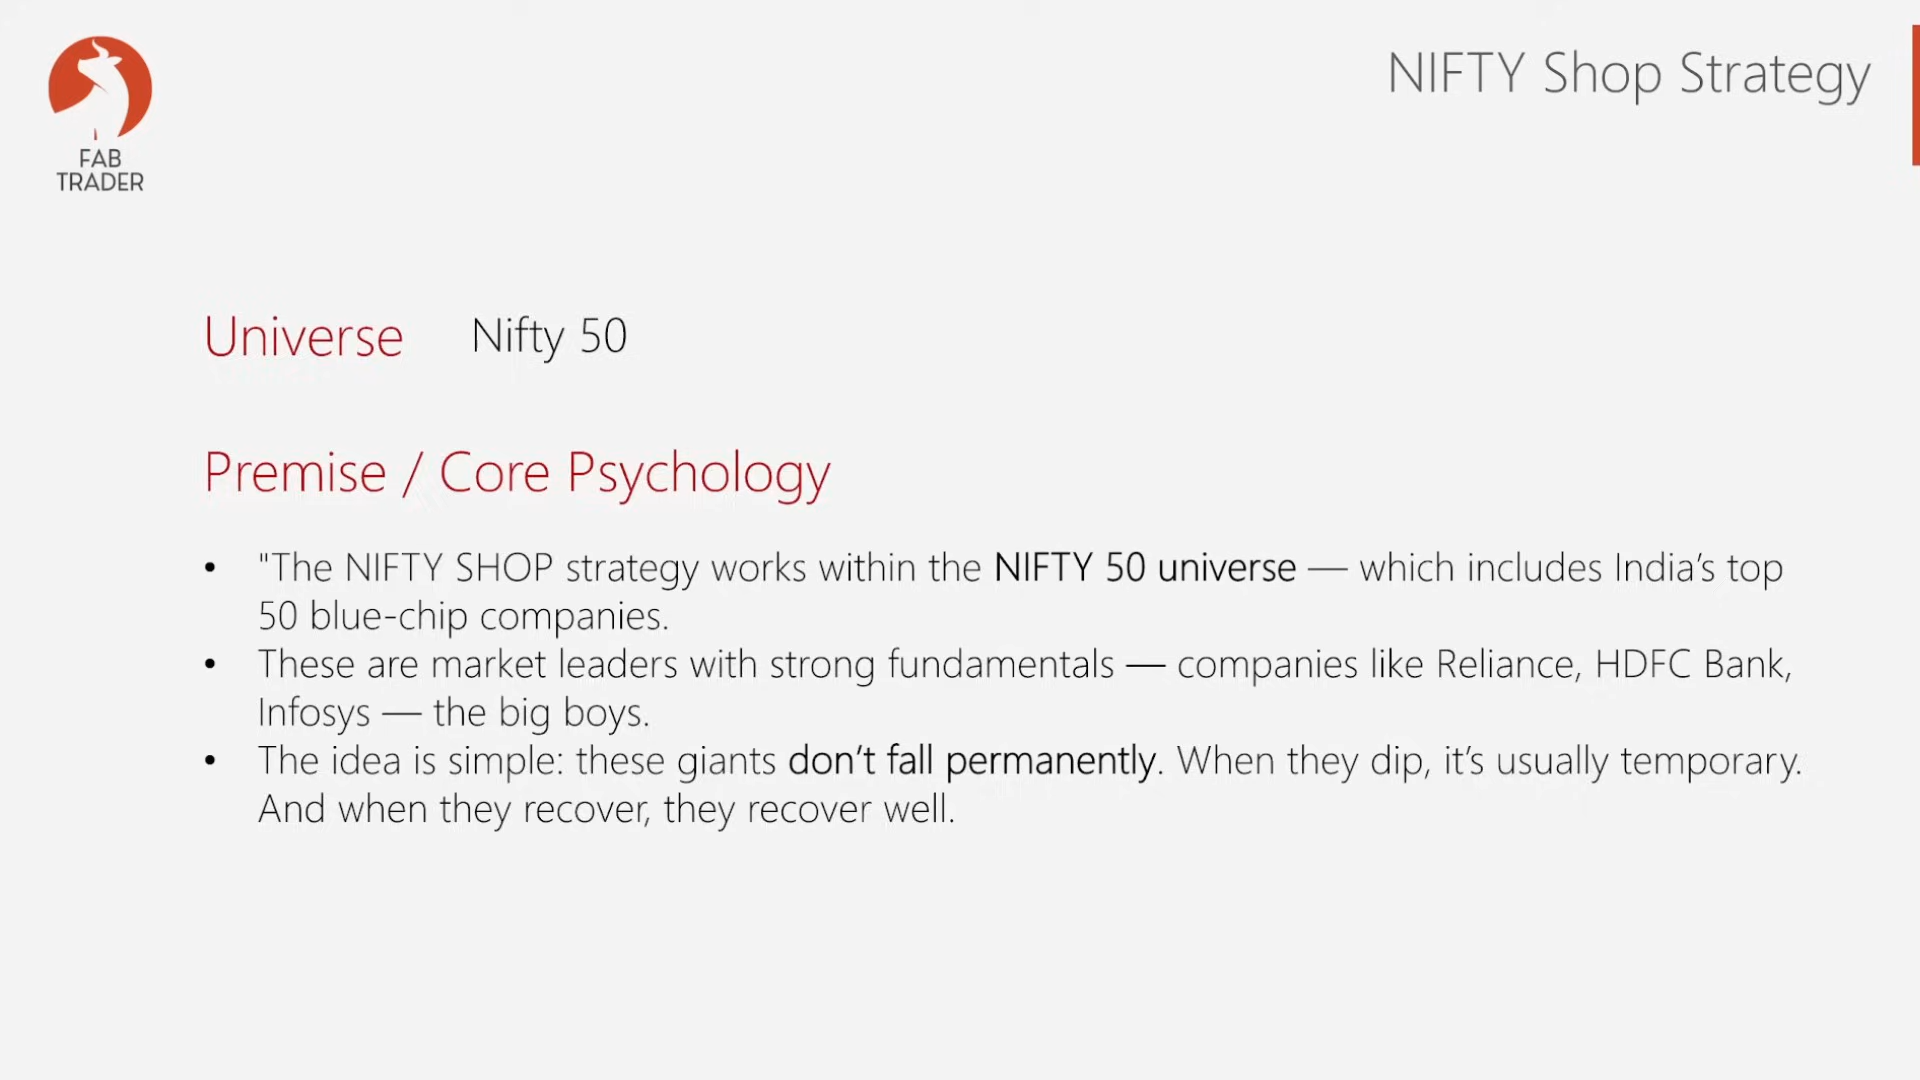 FAB
TRADER
NIFTY Shop Strategy
Universe Nifty 50
Premise / Core Psychology
• "The NIFTY SHOP strategy works within the NIFTY 50 universe — which includes India’s top
50 blue-chip companies.
• These are market leaders with strong fundamentals — companies like Reliance, HDFC Bank,
Infosys — the big boys.
• The idea is simple: these giants don’t fall permanently. When they dip, it’s usually temporary.
And when they recover, they recover well.